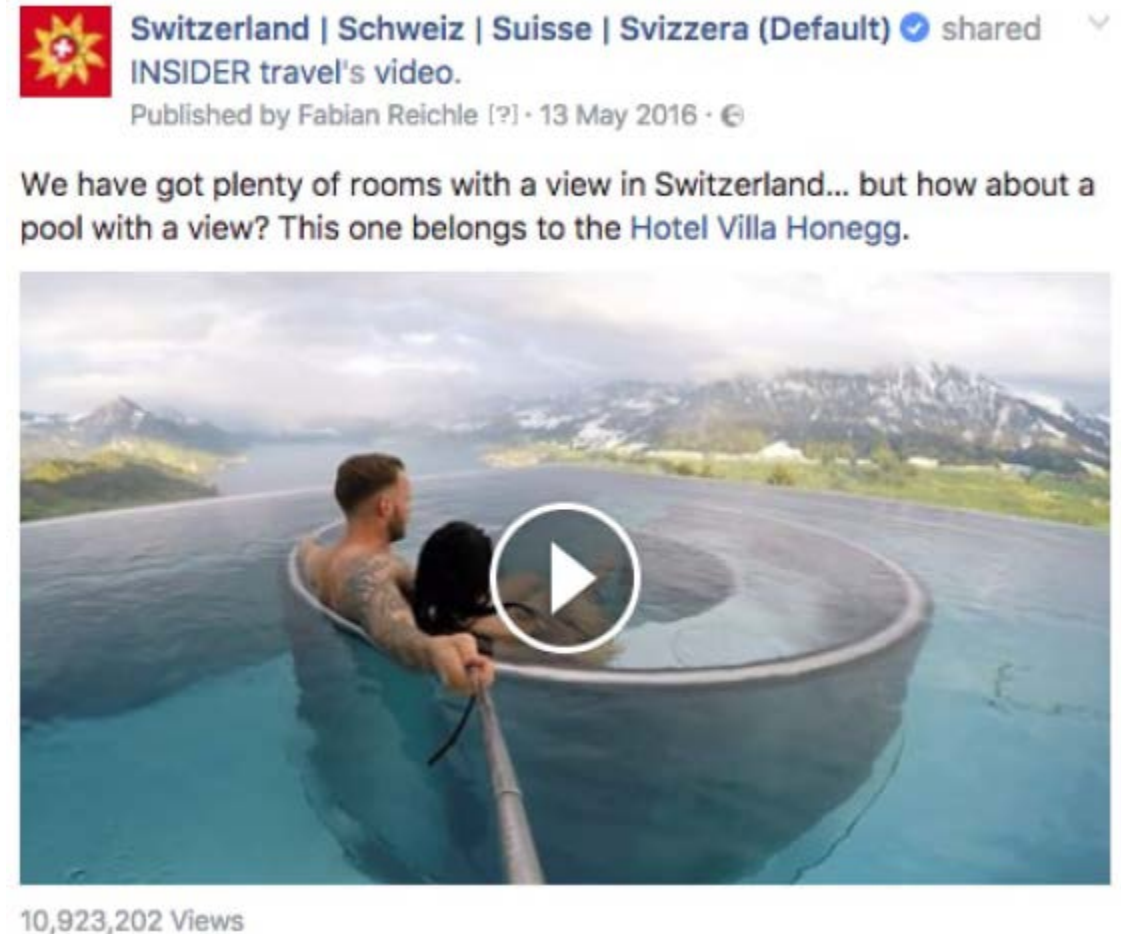 Switzerland | Schweiz | Suisse | Svizzera (Default) shared
INSIDER travel's video.
Published by Fabian Reichle [?] · 13 May 2016 ·
We have got plenty of rooms with a view in Switzerland... but how about a
pool with a view? This one belongs to the Hotel Villa Honegg.
10,923,202 Views